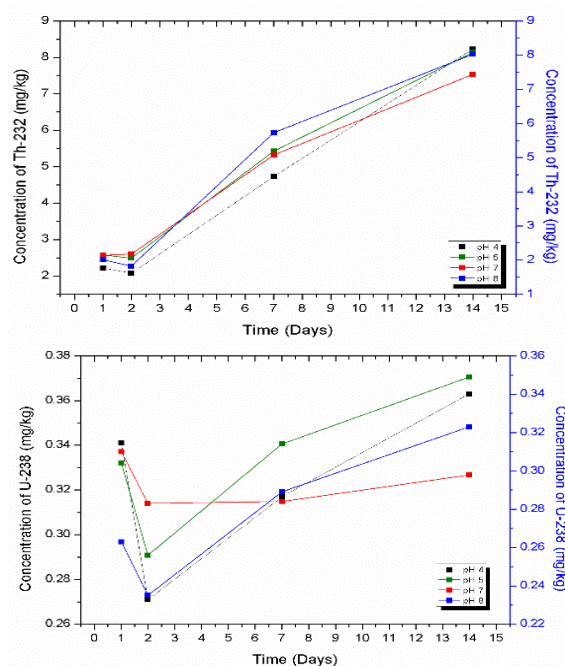 Concentration of Th-232 (mg/kg)
9
8
7
6
5
4
3
2
9
8
7
6
5
4
3
2
1
Concentration of Th-232 (mg/kg)
pH 4
pH 5
pH 7
pH 8
0 1 2 3 4 5 6 7 8 9 10 11 12 13 14 15
Time (Days)
Concentration of U-238 (mg/kg)
0.38
0.36
0.34
0.32
0.30
0.28
0.26
0.36
0.34
0.32
0.30
0.28
0.26
0.24
0.22
Concentration of U-238 (mg/kg)
pH 4
pH 5
pH 7
pH 8
0 1 2 3 4 5 6 7 8 9 10 11 12 13 14 15
Time (Days)